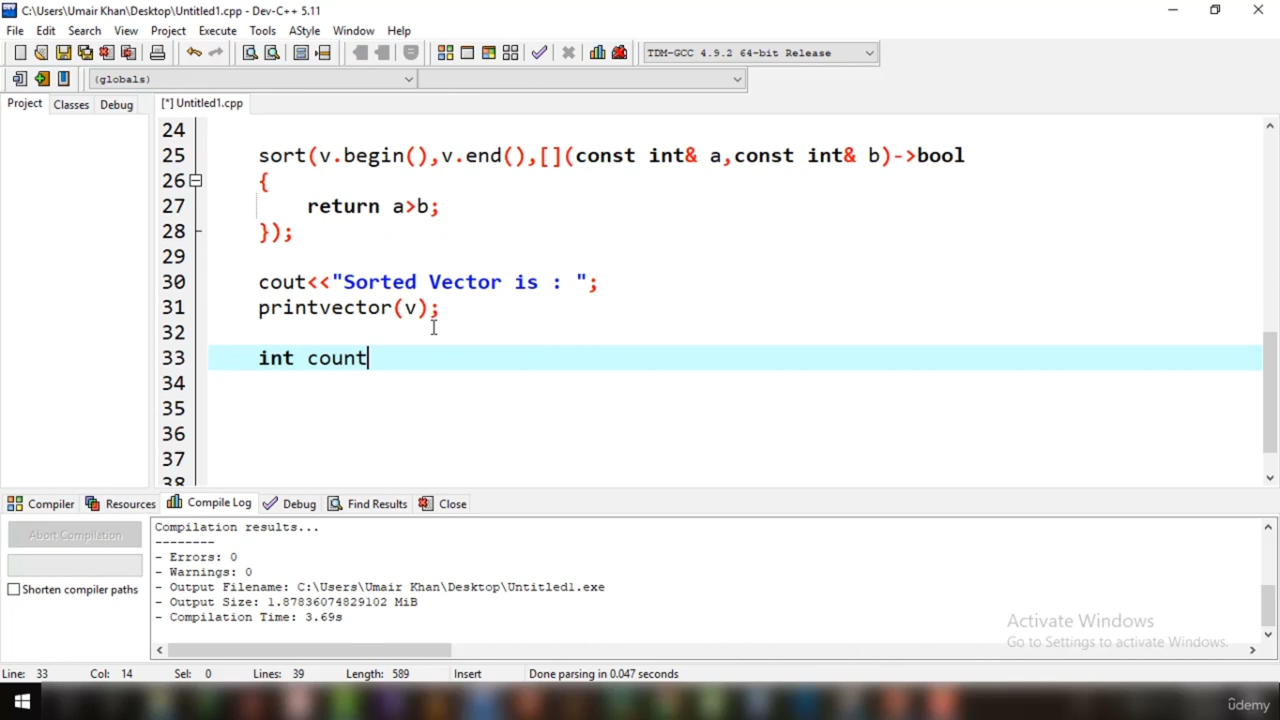 C:\Users\Umair Khan\Desktop\Untitled1.cpp - Dev-C++ 5.11
File Edit Search View Project Execute Tools AStyle Window Help
TDM-GCC 4.9.2 64-bit Release
(globals)
Project Classes Debug [*] Untitled1.cpp
24
25 sort(v.begin(),v.end(),[](const int& a,const int& b)->bool
26 {
27 return a>b;
28 });
29
30 cout<<"Sorted Vector is : ";
31 printvector(v);
32
33 int count
34
35
36
37
38
Compiler Resources Compile Log Debug Find Results Close
Abort Compilation
Shorten compiler paths
Compilation results...
--------
- Errors: 0
- Warnings: 0
- Output Filename: C:\Users\Umair Khan\Desktop\Untitled1.exe
- Output Size: 1.87836074829102 MiB
- Compilation Time: 3.69s
Activate Windows
Go to Settings to activate Windows.
Line: 33 Col: 14 Sel: 0 Lines: 39 Length: 589 Insert Done parsing in 0.047 seconds
ûdemy